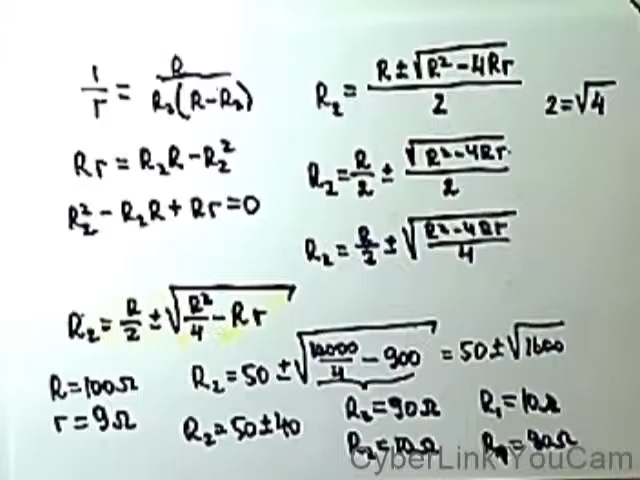 1/r = R/(R₂(R-R₂))
Rr = R₂R - R₂²
R₂² - R₂R + Rr = 0
R₂ = (R ± √(R² - 4Rr))/2
2 = √4
R₂ = R/2 ± √(R² - 4Rr)/2
R₂ = R/2 ± √((R² - 4Rr)/4)
R₂ = R/2 ± √(R²/4 - Rr)
R = 100Ω
r = 9Ω
R₂ = 50 ± √(10000/4 - 900) = 50 ± √1600
R₂ = 50 ± 40
R₂ = 90Ω R₁ = 10Ω
R₂ = 10Ω R₁ = 90Ω
CyberLink YouCam